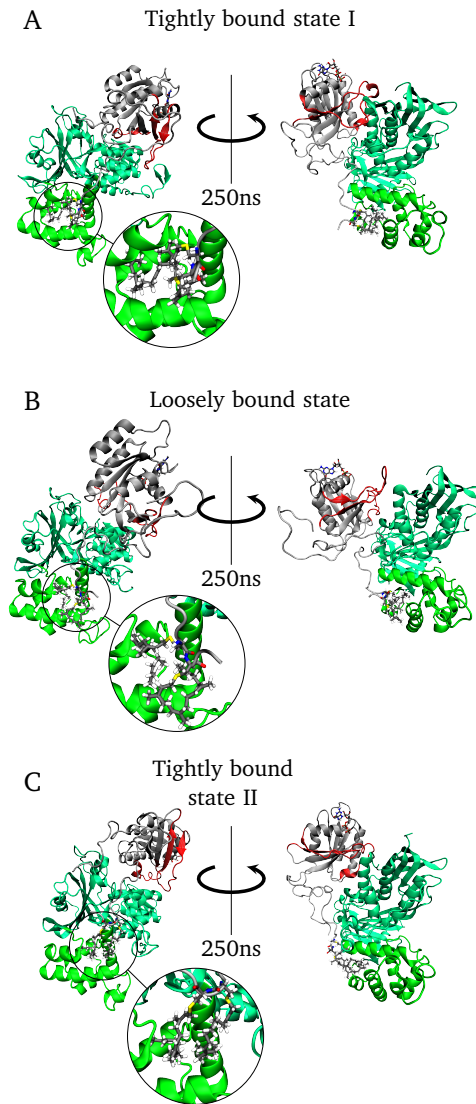 A
Tightly bound state I
250ns
B
Loosely bound state
250ns
C
Tightly bound
state II
250ns